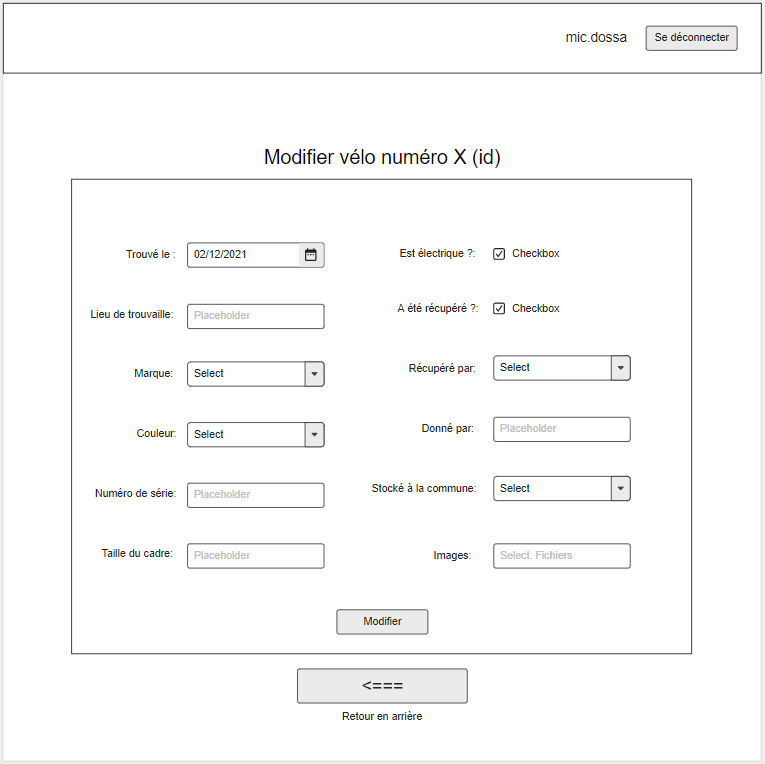 mic.dossa
Se déconnecter
Modifier vélo numéro X (id)
Trouvé le : 02/12/2021
Est électrique ?: Checkbox
Lieu de trouvaille: Placeholder
A été récupéré ?: Checkbox
Marque: Select
Récupéré par: Select
Couleur: Select
Donné par: Placeholder
Numéro de série: Placeholder
Stocké à la commune: Select
Taille du cadre: Placeholder
Images: Select. Fichiers
Modifier
<===
Retour en arrière